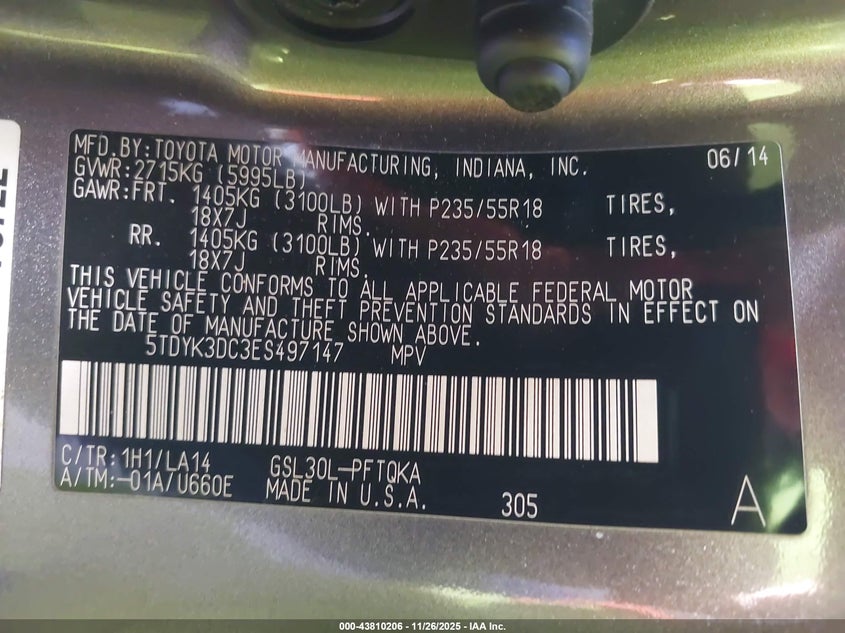 MFD.BY:TOYOTA MOTOR MANUFACTURING, INDIANA, INC. 06/14
GVWR:2715KG (5995LB)
GAWR:FRT. 1405KG (3100LB) WITH P235/55R18 TIRES,
18X7J RIMS.
RR. 1405KG (3100LB) WITH P235/55R18 TIRES,
18X7J RIMS.
THIS VEHICLE CONFORMS TO ALL APPLICABLE FEDERAL MOTOR
VEHICLE SAFETY AND THEFT PREVENTION STANDARDS IN EFFECT ON
THE DATE OF MANUFACTURE SHOWN ABOVE.
5TDYK3DC3ES497147 MPV
C/TR:1H1/LA14 GSL30L-PFTQKA
A/TM:-01A/U660E MADE IN U.S.A. 305 A
000-43810206 - 11/26/2025 - IAA Inc.